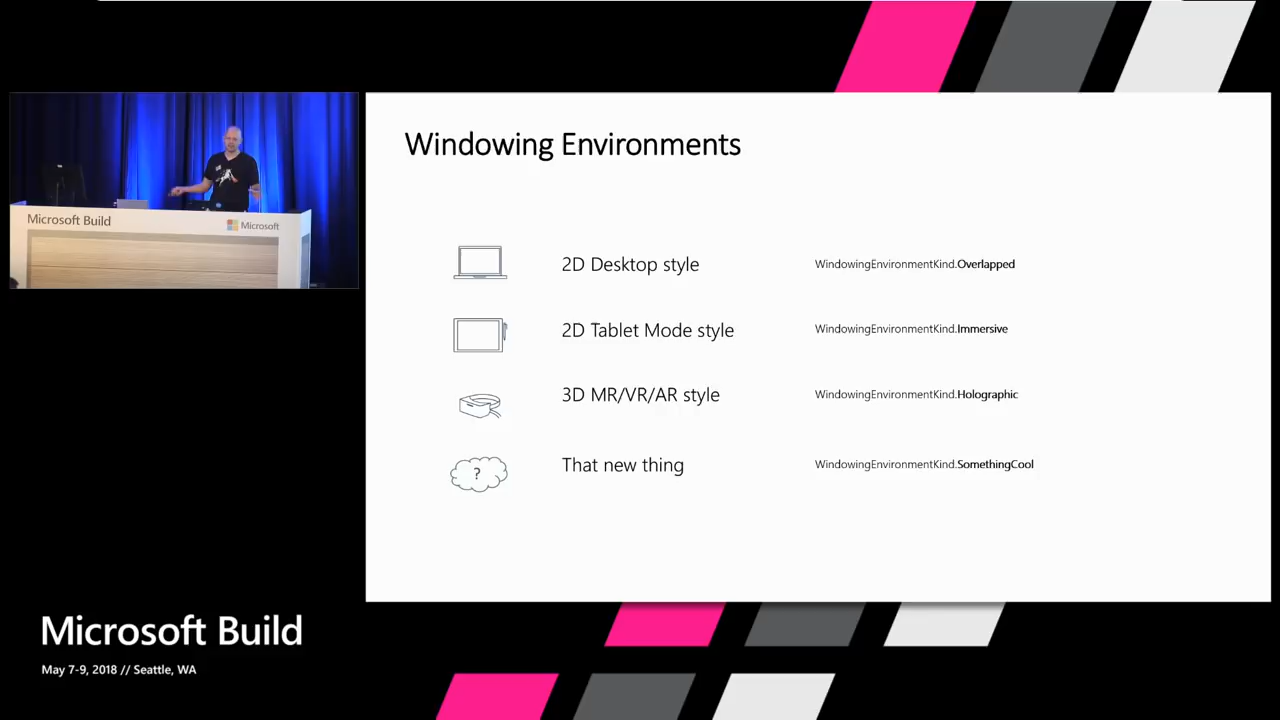 Microsoft Build
Microsoft
Windowing Environments
2D Desktop style WindowingEnvironmentKind.Overlapped
2D Tablet Mode style WindowingEnvironmentKind.Immersive
3D MR/VR/AR style WindowingEnvironmentKind.Holographic
?
That new thing WindowingEnvironmentKind.SomethingCool
Microsoft Build
May 7-9, 2018 // Seattle, WA